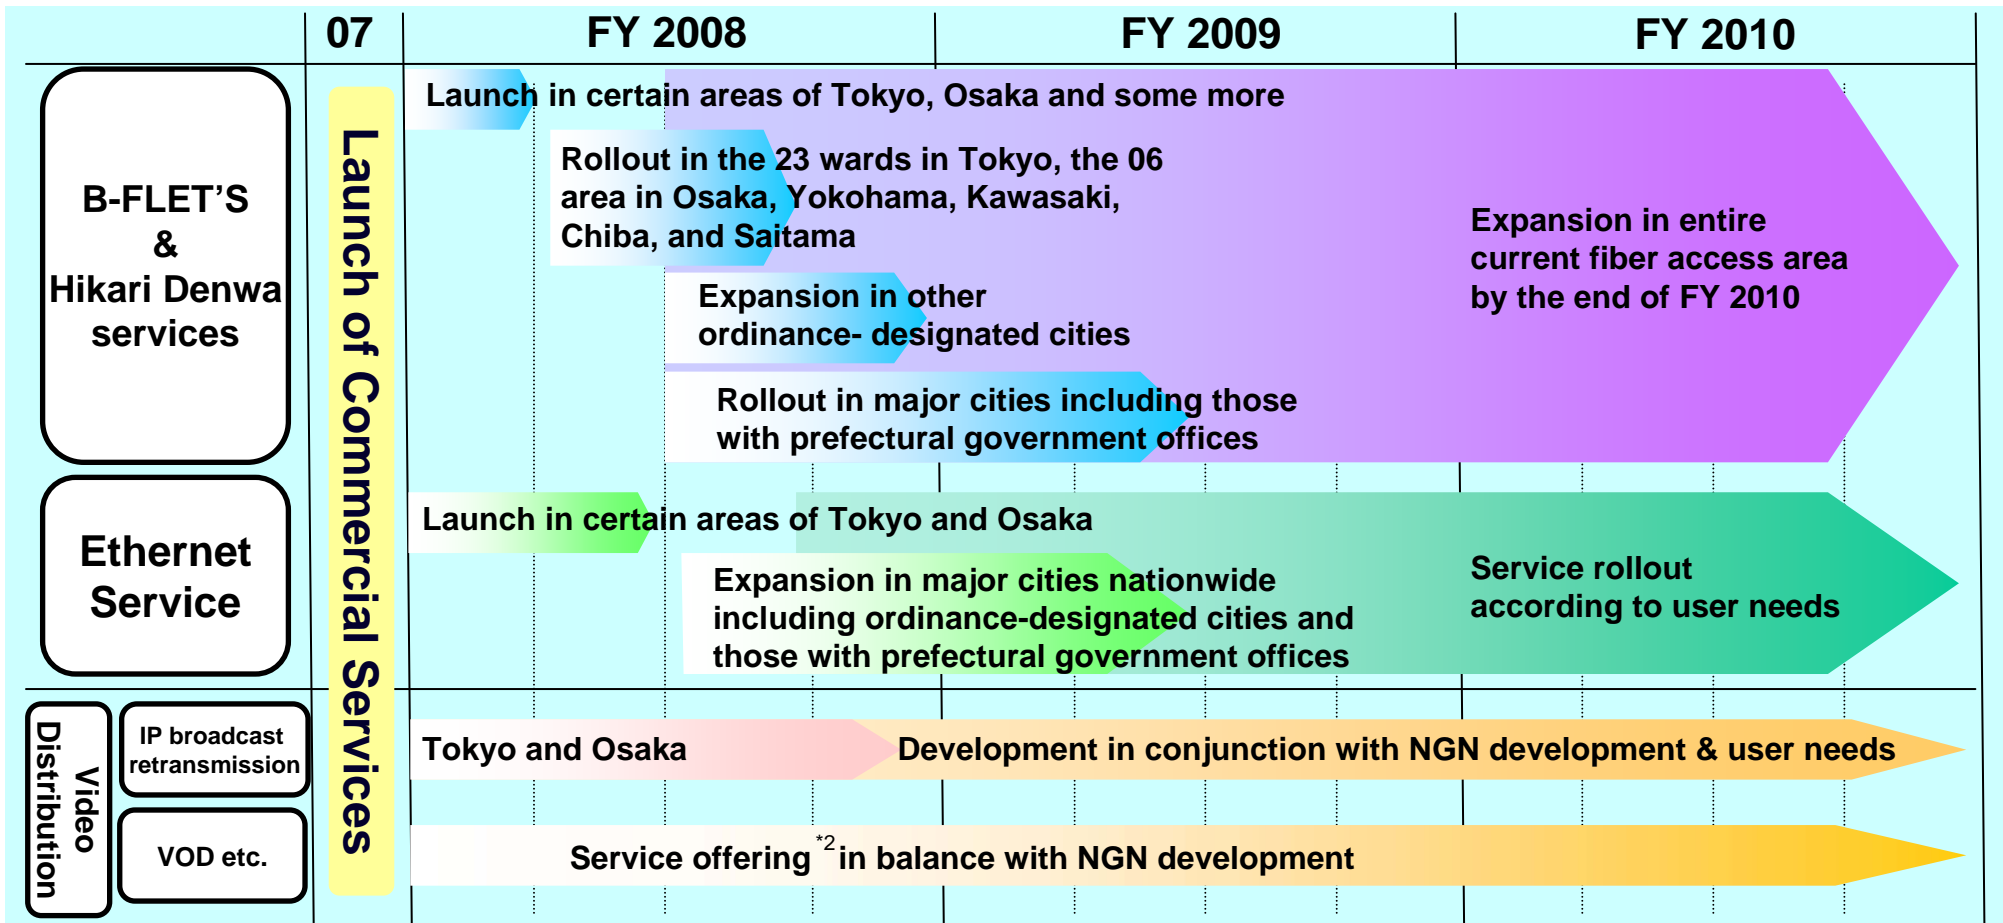 07
FY 2008
FY 2009
FY 2010
B-FLET’S
&
Hikari Denwa
services
Launch of Commercial Services
Launch in certain areas of Tokyo, Osaka and some more
Rollout in the 23 wards in Tokyo, the 06
area in Osaka, Yokohama, Kawasaki,
Chiba, and Saitama
Expansion in other
ordinance- designated cities
Rollout in major cities including those
with prefectural government offices
Expansion in entire
current fiber access area
by the end of FY 2010
Ethernet
Service
Launch in certain areas of Tokyo and Osaka
Expansion in major cities nationwide
including ordinance-designated cities and
those with prefectural government offices
Service rollout
according to user needs
Video
Distribution
IP broadcast
retransmission
Tokyo and Osaka
Development in conjunction with NGN development & user needs
VOD etc.
Service offering *2 in balance with NGN development